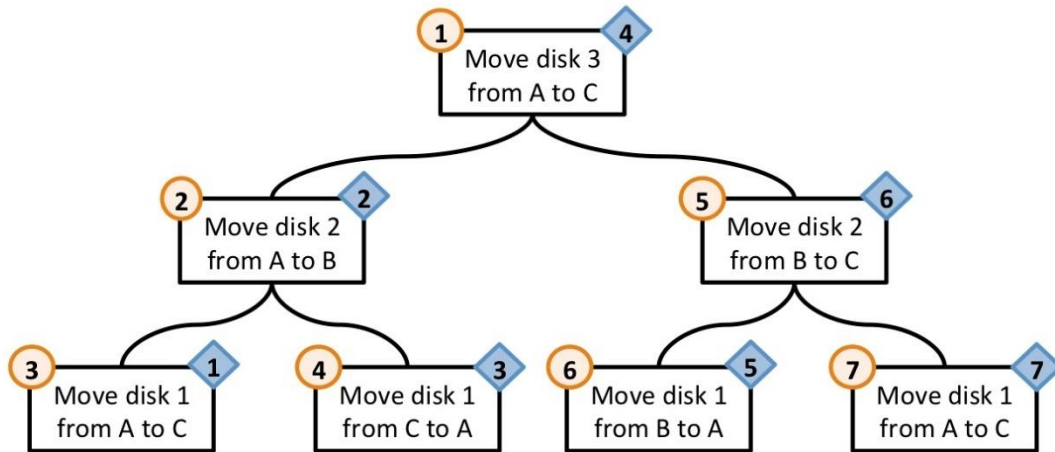 1 4
Move disk 3
from A to C
2 2
Move disk 2
from A to B
5 6
Move disk 2
from B to C
3 1
Move disk 1
from A to C
4 3
Move disk 1
from C to A
6 5
Move disk 1
from B to A
7 7
Move disk 1
from A to C